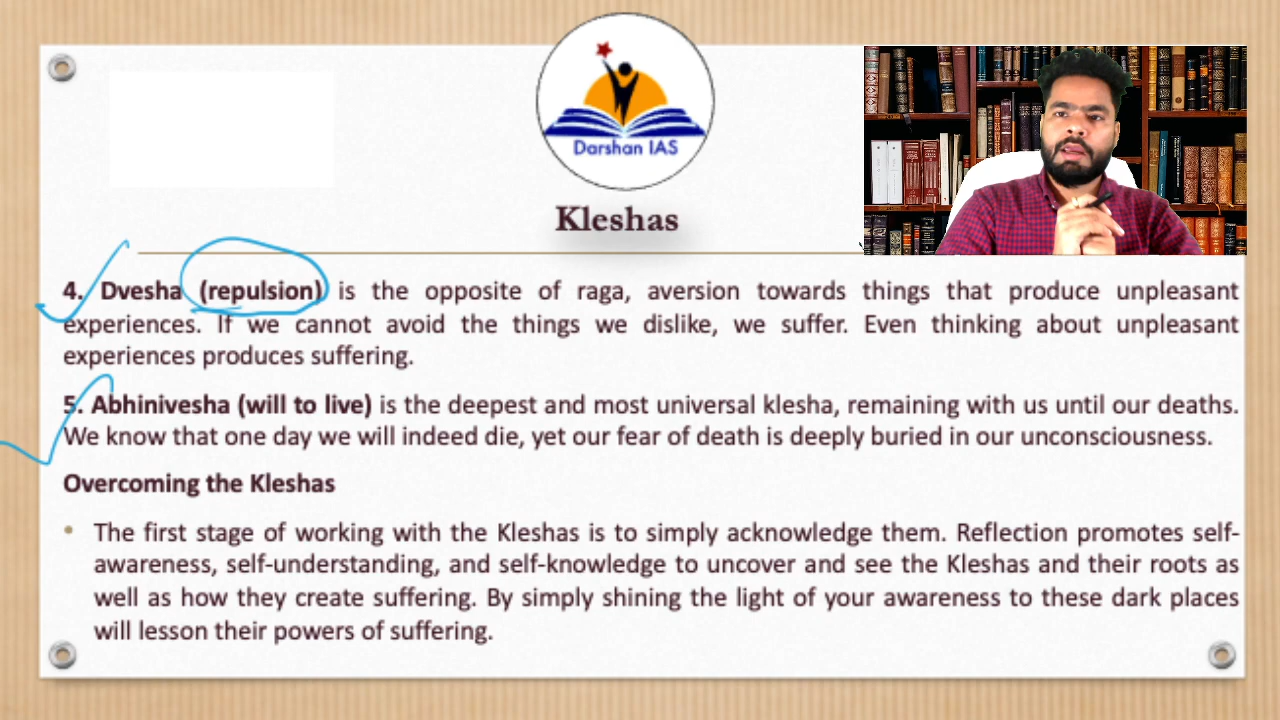 Darshan IAS
Kleshas
4. Dvesha (repulsion) is the opposite of raga, aversion towards things that produce unpleasant
experiences. If we cannot avoid the things we dislike, we suffer. Even thinking about unpleasant
experiences produces suffering.
5. Abhinivesha (will to live) is the deepest and most universal klesha, remaining with us until our deaths.
We know that one day we will indeed die, yet our fear of death is deeply buried in our unconsciousness.
Overcoming the Kleshas
• The first stage of working with the Kleshas is to simply acknowledge them. Reflection promotes self-
awareness, self-understanding, and self-knowledge to uncover and see the Kleshas and their roots as
well as how they create suffering. By simply shining the light of your awareness to these dark places
will lesson their powers of suffering.